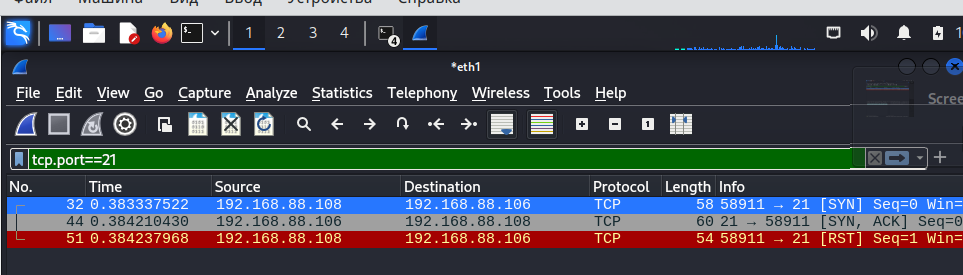 Файл Машина Вид Ввод Устройства Справка
1 2 3 4 4
*eth1
File Edit View Go Capture Analyze Statistics Telephony Wireless Tools Help
Scree
tcp.port==21
No. Time Source Destination Protocol Length Info
32 0.383337522 192.168.88.108 192.168.88.106 TCP 58 58911 → 21 [SYN] Seq=0 Win=
44 0.384210430 192.168.88.106 192.168.88.108 TCP 60 21 → 58911 [SYN, ACK] Seq=0
51 0.384237968 192.168.88.108 192.168.88.106 TCP 54 58911 → 21 [RST] Seq=1 Win=